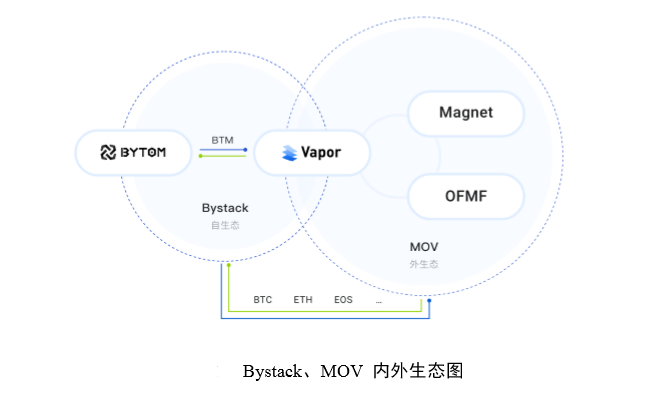 Magnet
BTM
BYTOM
Vapor
OFMF
Bystack
自生态
MOV
外生态
BTC ETH EOS ...
Bystack、MOV 内外生态图